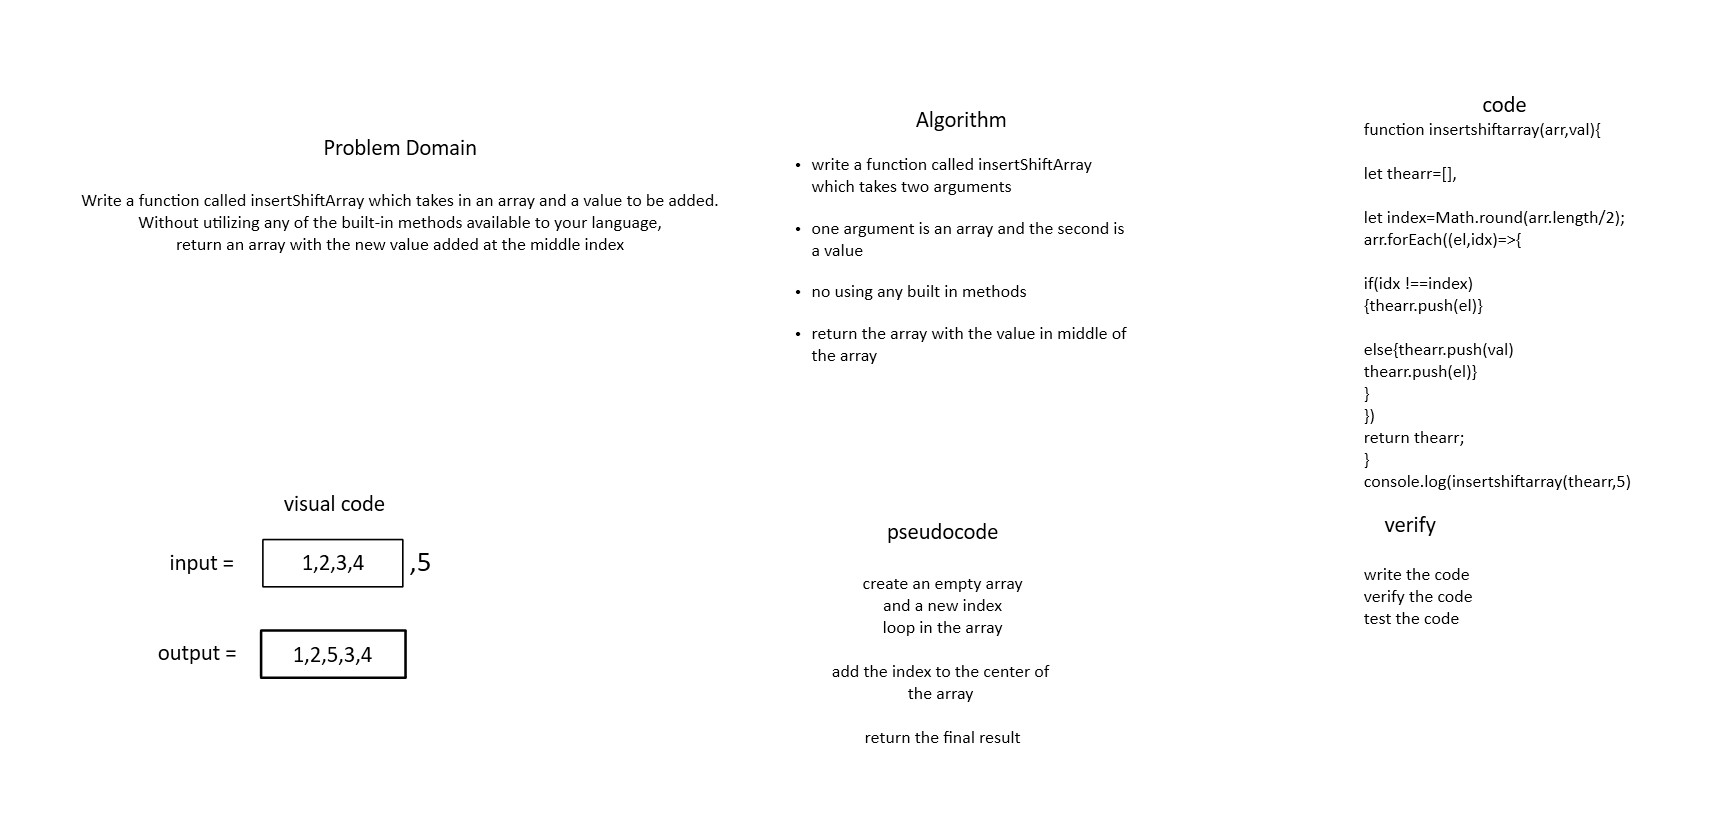 Problem Domain
Write a function called insertShiftArray which takes in an array and a value to be added.
Without utilizing any of the built-in methods available to your language,
return an array with the new value added at the middle index
Algorithm
• write a function called insertShiftArray
which takes two arguments
• one argument is an array and the second is
a value
• no using any built in methods
• return the array with the value in middle of
the array
code
function insertshiftarray(arr,val){
let thearr=[],
let index=Math.round(arr.length/2);
arr.forEach((el,idx)=>{
if(idx !==index)
{thearr.push(el)}
else{thearr.push(val)
thearr.push(el)}
}
})
return thearr;
}
console.log(insertshiftarray(thearr,5)
visual code
input =
1,2,3,4
,5
output =
1,2,5,3,4
pseudocode
create an empty array
and a new index
loop in the array
add the index to the center of
the array
return the final result
verify
write the code
verify the code
test the code